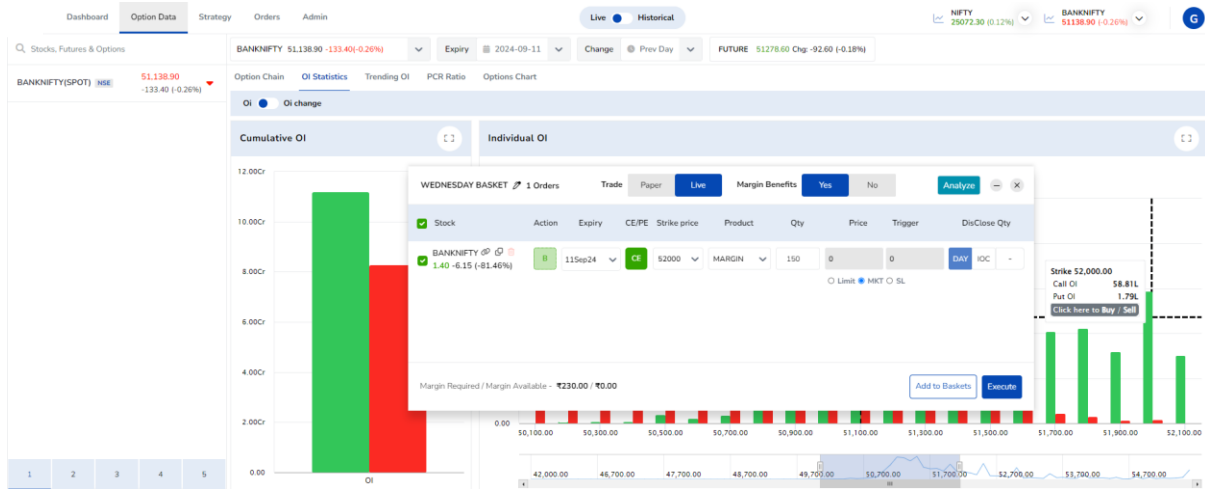 Dashboard Option Data Strategy Orders Admin
Live Historical
NIFTY
25072.30 (0.12%)
BANKNIFTY
51138.90 (-0.26%)
G
Stocks, Futures & Options
BANKNIFTY 51,138.90 -133.40(-0.26%)
Expiry 2024-09-11
Change Prev Day
FUTURE 51278.60 Chg: -92.60 (-0.18%)
BANKNIFTY(SPOT) NSE
51,138.90
-133.40 (-0.26%)
Option Chain OI Statistics Trending OI PCR Ratio Options Chart
Oi Oi change
Cumulative OI
Individual OI
12.00Cr
10.00Cr
8.00Cr
6.00Cr
4.00Cr
2.00Cr
0.00
OI
WEDNESDAY BASKET 1 Orders
Trade Paper Live
Margin Benefits Yes No
Analyze
Stock Action Expiry CE/PE Strike price Product Qty Price Trigger DisClose Qty
BANKNIFTY
1.40 -6.15 (-81.46%)
B 11Sep24 CE 52000 MARGIN 150 0 0 DAY IOC -
Limit MKT SL
Margin Required / Margin Available - ₹230.00 / ₹0.00
Add to Baskets Execute
Strike 52,000.00
Call OI 58.81L
Put OI 1.79L
Click here to Buy / Sell
0.00
50,100.00 50,300.00 50,500.00 50,700.00 50,900.00 51,100.00 51,300.00 51,500.00 51,700.00 51,900.00 52,100.00
42,000.00 46,700.00 47,700.00 48,700.00 49,700.00 50,700.00 51,700.00 52,700.00 53,700.00 54,700.00
1 2 3 4 5